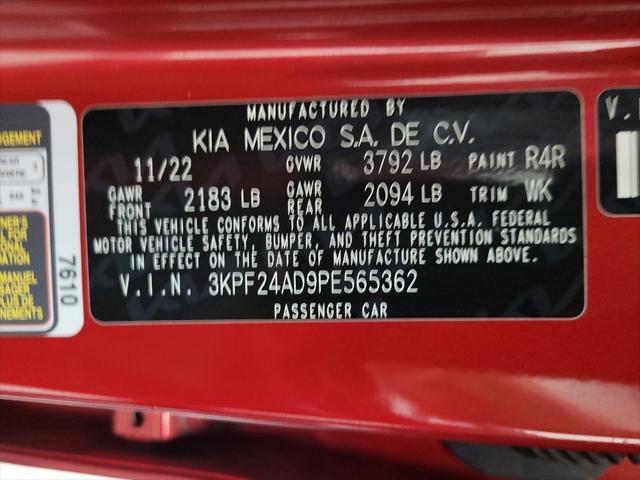 MANUFACTURED BY
KIA MEXICO S.A. DE C.V.
11/22 GVWR 3792 LB PAINT R4R
GAWR FRONT 2183 LB GAWR REAR 2094 LB TRIM WK
THIS VEHICLE CONFORMS TO ALL APPLICABLE U.S.A. FEDERAL
MOTOR VEHICLE SAFETY, BUMPER, AND THEFT PREVENTION STANDARDS
IN EFFECT ON THE DATE OF MANUFACTURE SHOWN ABOVE.
V.I.N. 3KPF24AD9PE565362
PASSENGER CAR
7610